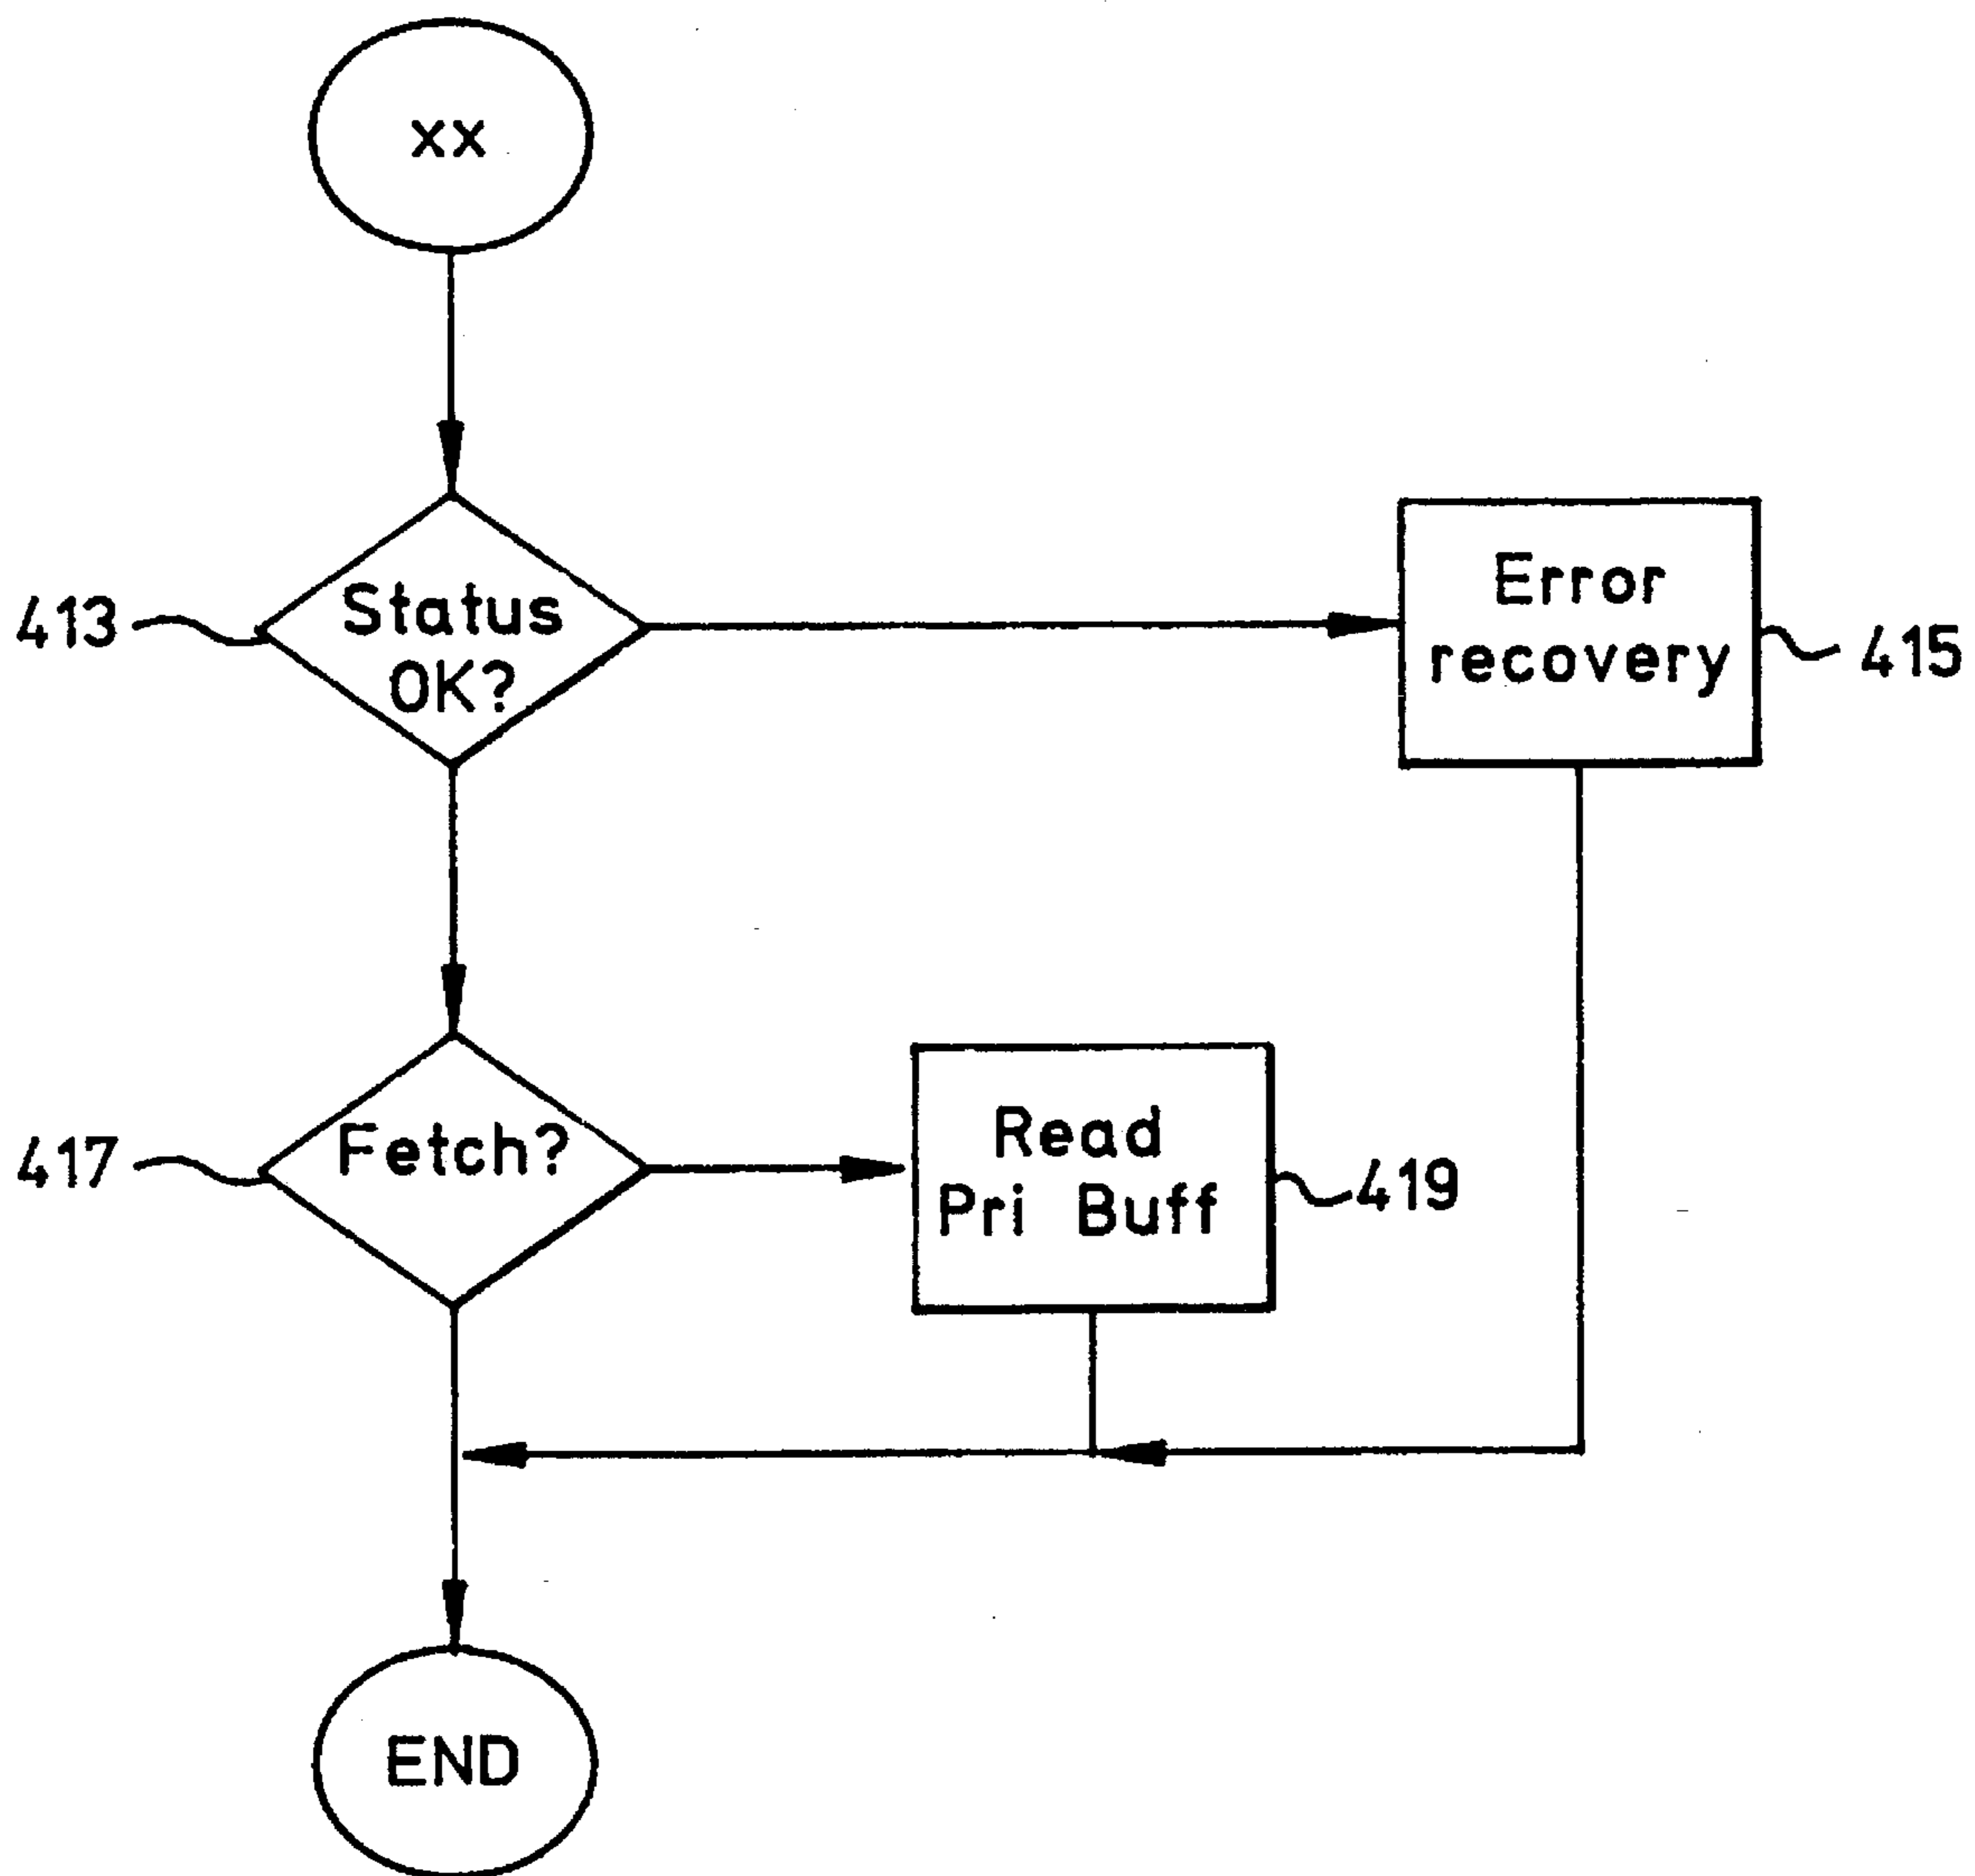 xx
413
Status
OK?
Error
recovery
415
417
Fetch?
Read
Pri Buff
419
END